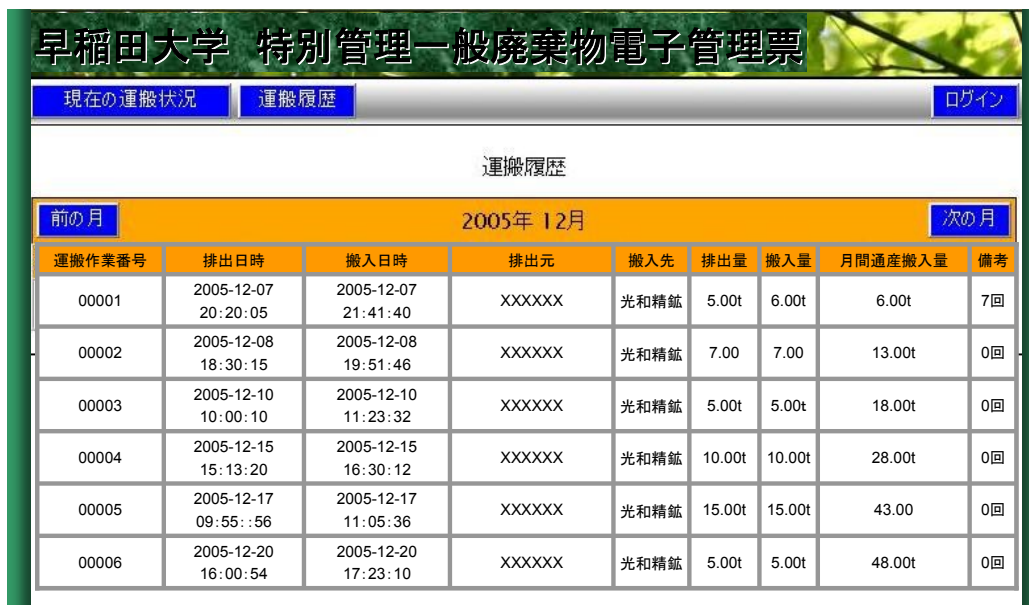 早稲田大学 特別管理一般廃棄物電子管理票
現在の運搬状況 運搬履歴 ログイン
運搬履歴
前の月 2005年 12月 次の月
運搬作業番号 排出日時 搬入日時 排出元 搬入先 排出量 搬入量 月間通産搬入量 備考
00001 2005-12-07 20:20:05 2005-12-07 21:41:40 XXXXXX 光和精鉱 5.00t 6.00t 6.00t 7回
00002 2005-12-08 18:30:15 2005-12-08 19:51:46 XXXXXX 光和精鉱 7.00 7.00 13.00t 0回
00003 2005-12-10 10:00:10 2005-12-10 11:23:32 XXXXXX 光和精鉱 5.00t 5.00t 18.00t 0回
00004 2005-12-15 15:13:20 2005-12-15 16:30:12 XXXXXX 光和精鉱 10.00t 10.00t 28.00t 0回
00005 2005-12-17 09:55::56 2005-12-17 11:05:36 XXXXXX 光和精鉱 15.00t 15.00t 43.00 0回
00006 2005-12-20 16:00:54 2005-12-20 17:23:10 XXXXXX 光和精鉱 5.00t 5.00t 48.00t 0回